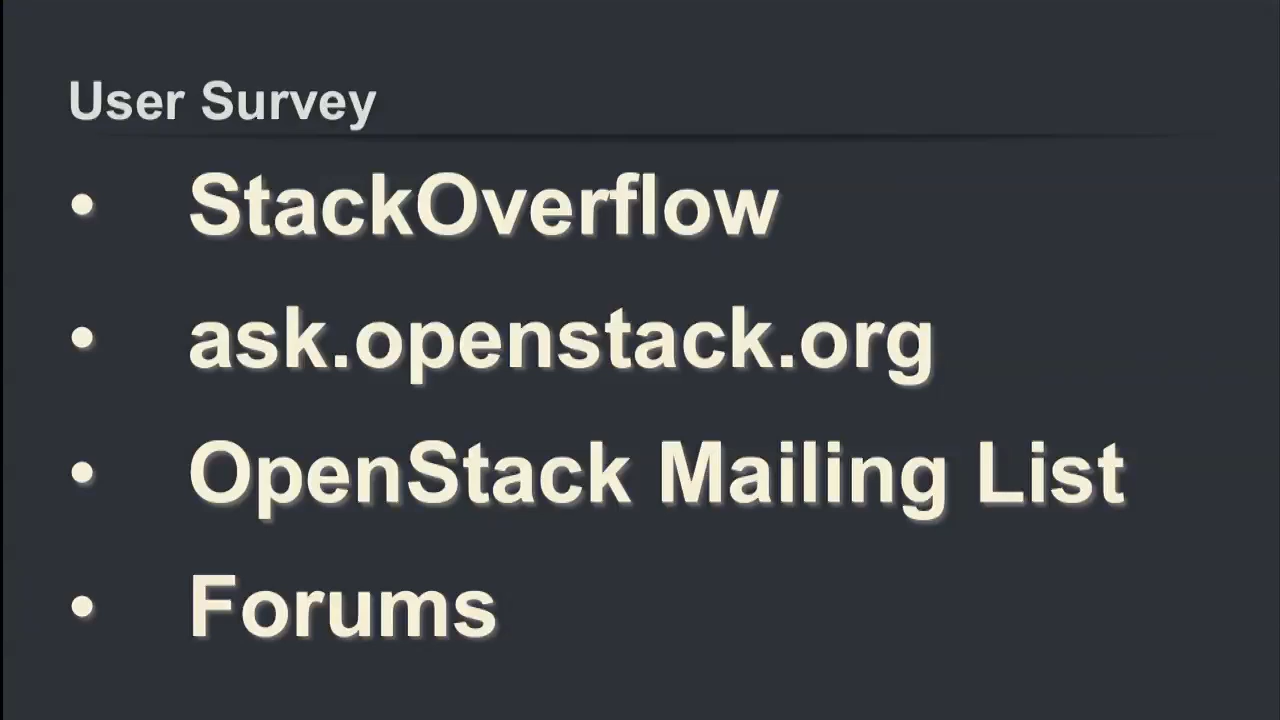 User Survey
• StackOverflow
• ask.openstack.org
• OpenStack Mailing List
• Forums